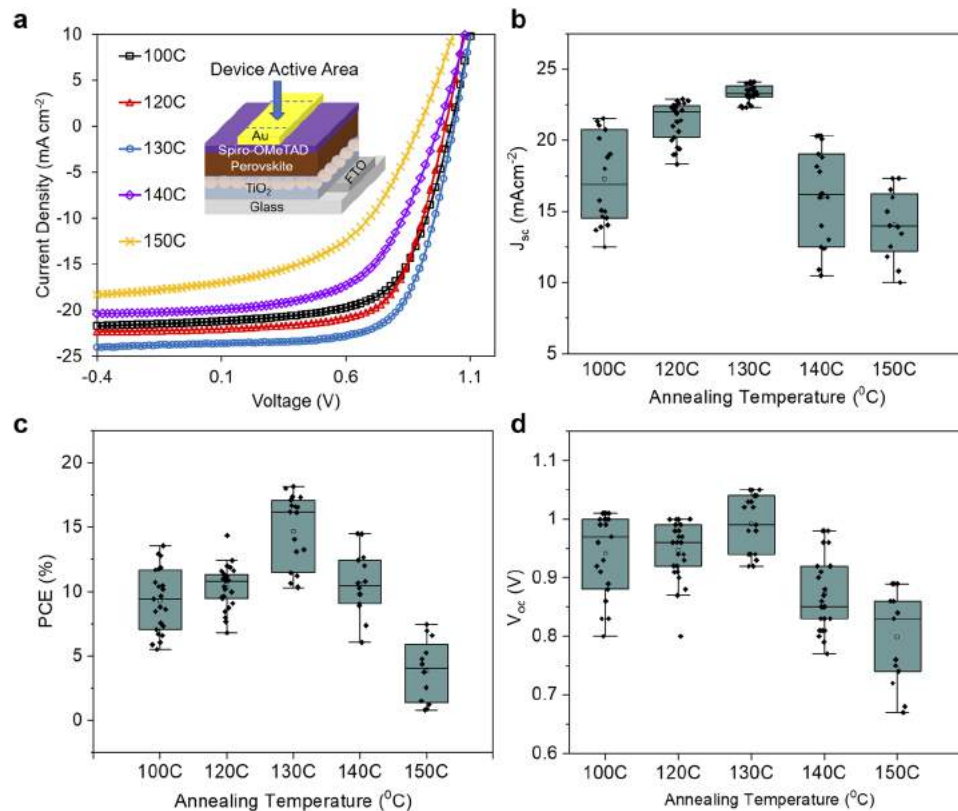 a
Current Density (mA cm⁻²)
10
5
0
-5
-10
-15
-20
-25
-0.4
0.1
0.6
1.1
Voltage (V)
100C
120C
130C
140C
150C
Device Active Area
Au
Spiro-OMeTAD
Perovskite
TiO₂
Glass
FTO
b
J_sc (mAcm⁻²)
25
20
15
10
5
100C
120C
130C
140C
150C
Annealing Temperature (⁰C)
c
PCE (%)
20
15
10
5
0
100C
120C
130C
140C
150C
Annealing Temperature (⁰C)
d
V_oc (V)
1.1
1
0.9
0.8
0.7
0.6
100C
120C
130C
140C
150C
Annealing Temperature (⁰C)